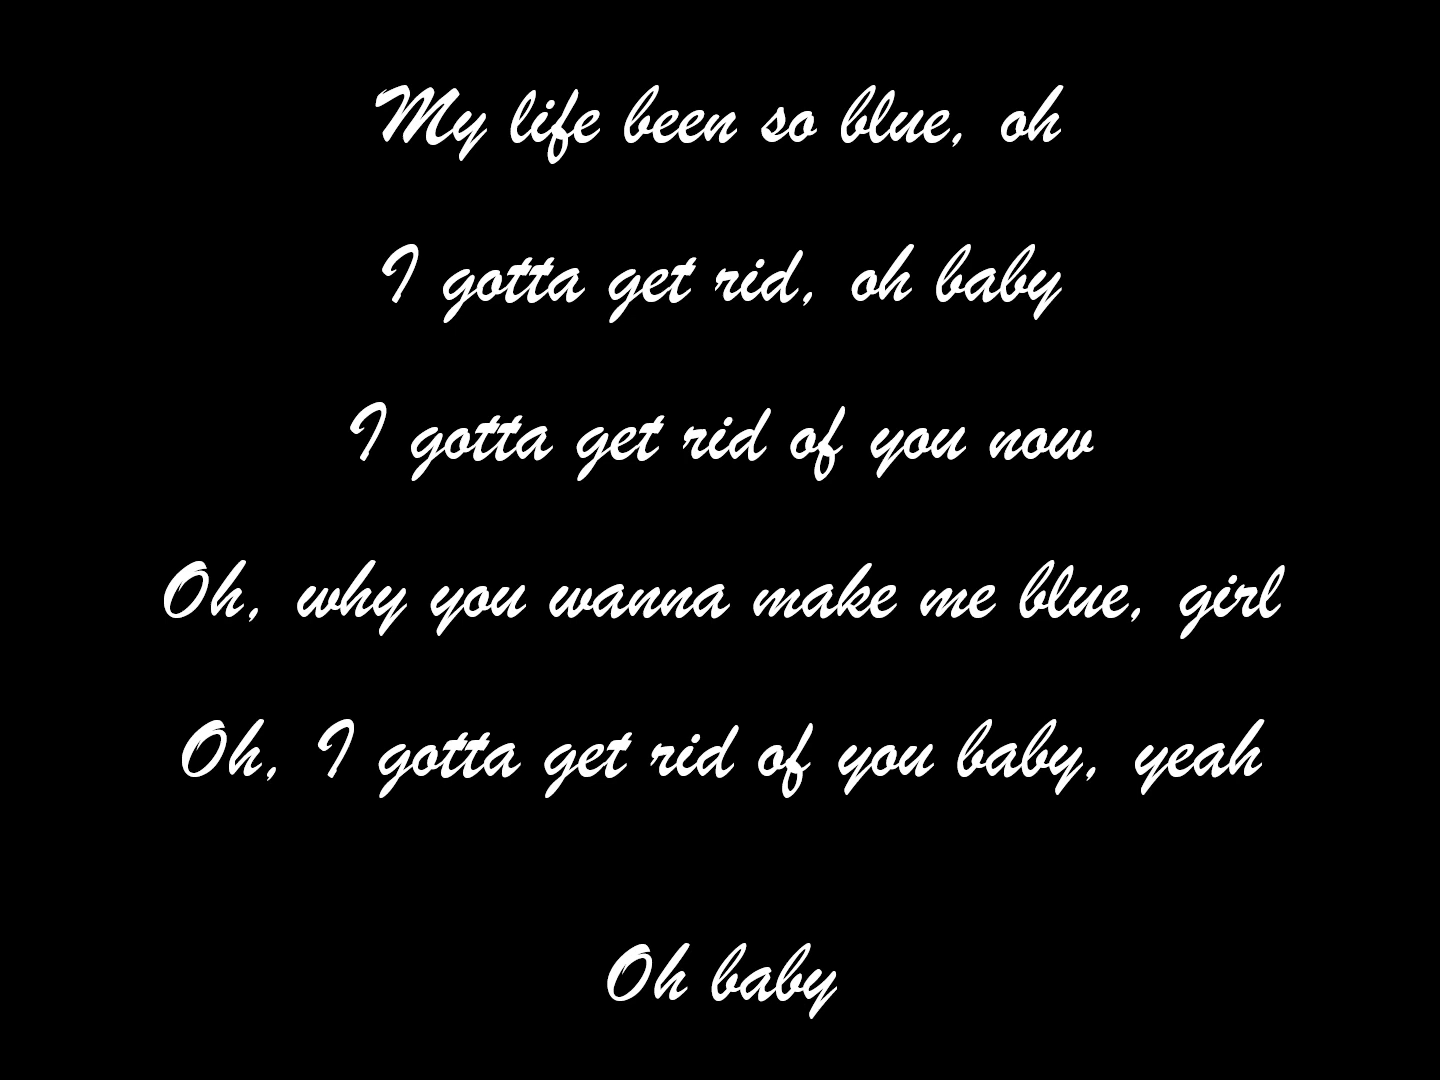 My life been so blue, oh
I gotta get rid, oh baby
I gotta get rid of you now
Oh, why you wanna make me blue, girl
Oh, I gotta get rid of you baby, yeah
Oh baby